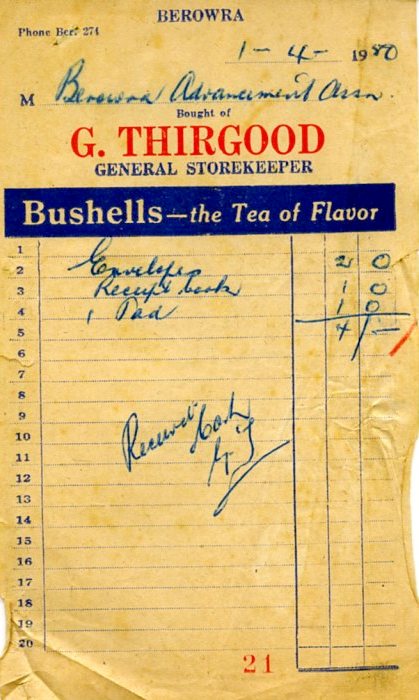 BEROWRA
Phone Ber. 274
1 - 4 - 1950
M Berowra Advancement Assn.
Bought of
G. THIRGOOD
GENERAL STOREKEEPER
Bushells—the Tea of Flavor
1
2 Envelopes 2 0
3 Receipt book 1 0
4 1 Pad 1 0
5 4/-
6
7
8
9 Received Cash
10
11
12
13
14
15
16
17
18
19
20
21